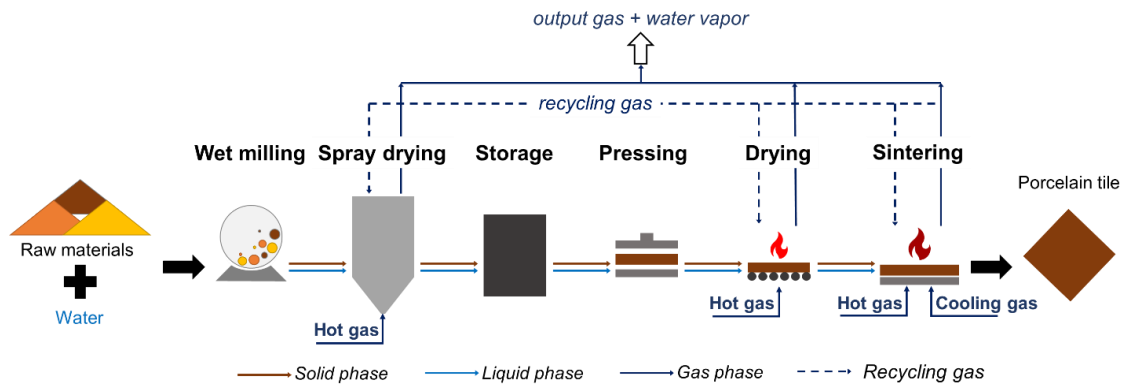 output gas + water vapor
recycling gas
Wet milling
Spray drying
Storage
Pressing
Drying
Sintering
Porcelain tile
Raw materials
Water
Hot gas
Hot gas
Hot gas
Cooling gas
Solid phase
Liquid phase
Gas phase
Recycling gas